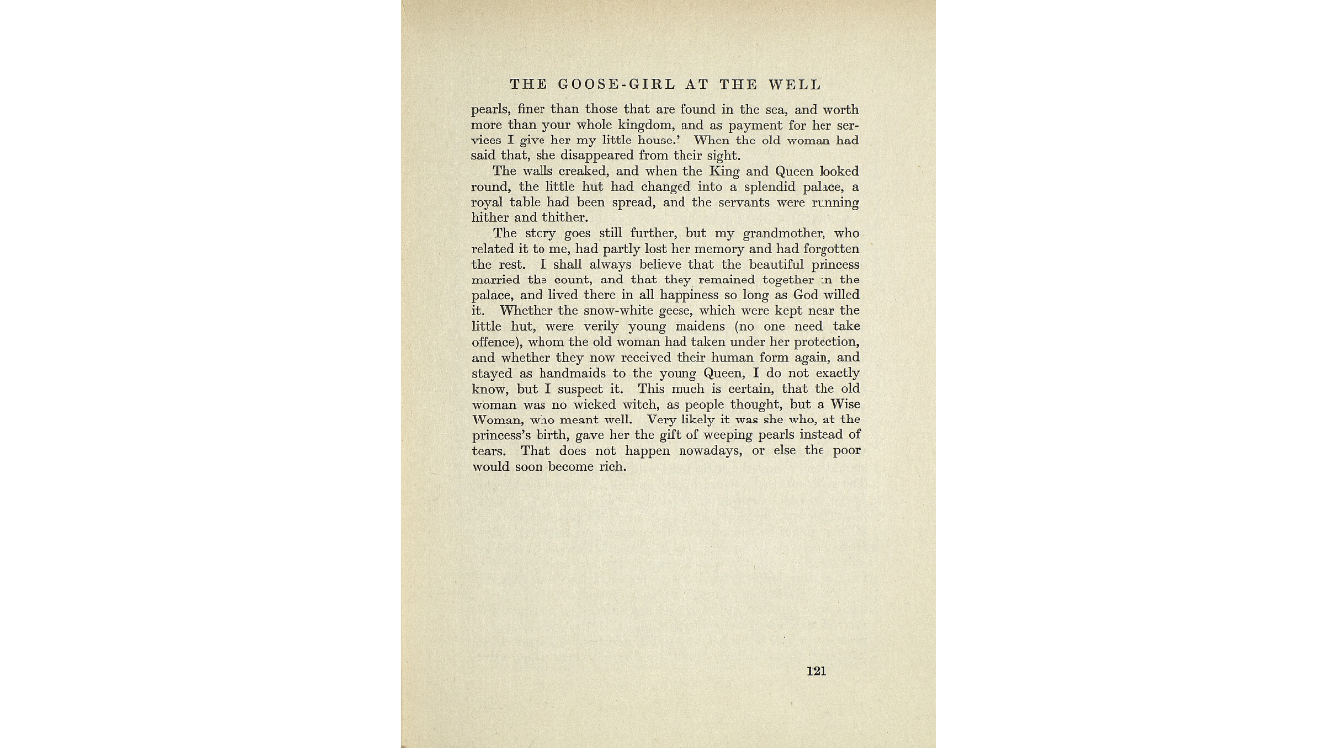 THE GOOSE-GIRL AT THE WELL
pearls, finer than those that are found in the sea, and worth
more than your whole kingdom, and as payment for her ser-
vices I give her my little house.’ When the old woman had
said that, she disappeared from their sight.
The walls creaked, and when the King and Queen looked
round, the little hut had changed into a splendid palace, a
royal table had been spread, and the servants were running
hither and thither.
The story goes still further, but my grandmother, who
related it to me, had partly lost her memory and had forgotten
the rest. I shall always believe that the beautiful princess
married the count, and that they remained together in the
palace, and lived there in all happiness so long as God willed
it. Whether the snow-white geese, which were kept near the
little hut, were verily young maidens (no one need take
offence), whom the old woman had taken under her protection,
and whether they now received their human form again, and
stayed as handmaids to the young Queen, I do not exactly
know, but I suspect it. This much is certain, that the old
woman was no wicked witch, as people thought, but a Wise
Woman, who meant well. Very likely it was she who, at the
princess’s birth, gave her the gift of weeping pearls instead of
tears. That does not happen nowadays, or else the poor
would soon become rich.
121